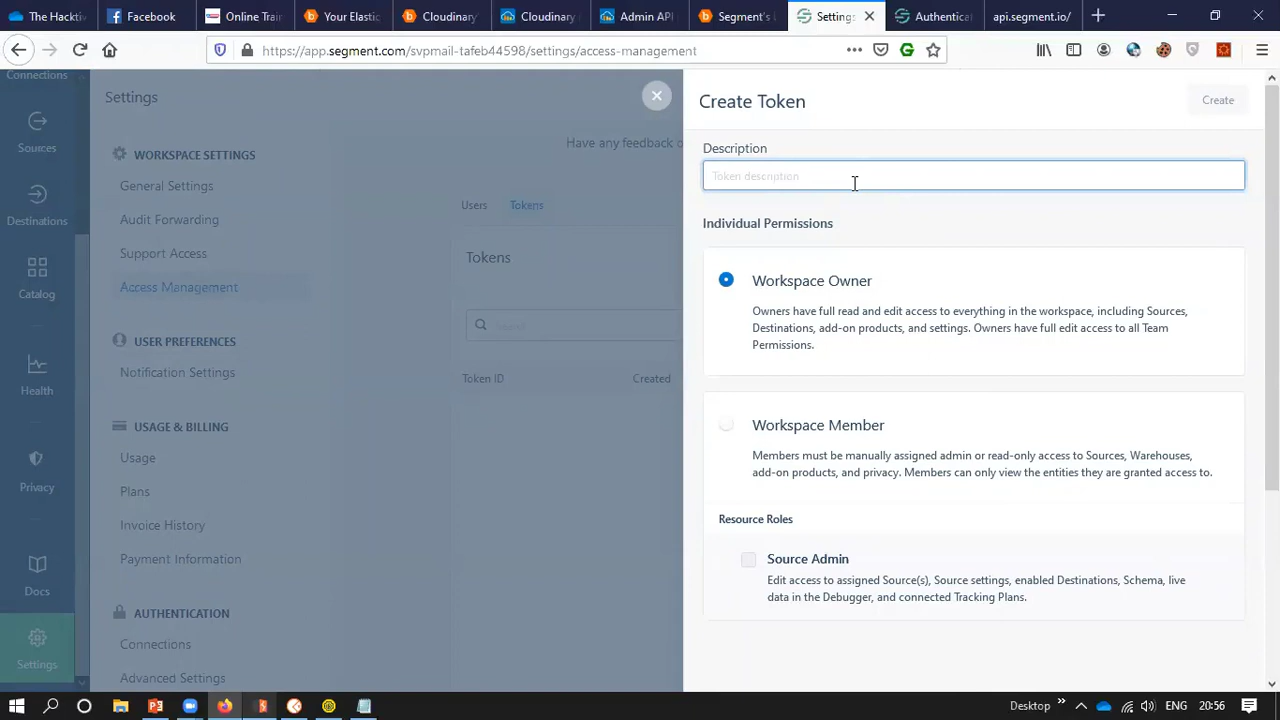 he Hackti
Facebook
Online Train
Your Elastic
Cloudinary
Cloudinary
Admin API
Segment's
Settings
Authenticat
api.segment.io/
https://app.segment.com/svpmail-tafeb44598/settings/access-management
Connections
Sources
Destinations
Catalog
Health
Privacy
Docs
Settings
Settings
Have any feedback o
WORKSPACE SETTINGS
General Settings
Audit Forwarding
Support Access
Access Management
USER PREFERENCES
Notification Settings
USAGE & BILLING
Usage
Plans
Invoice History
Payment Information
AUTHENTICATION
Connections
Advanced Settings
Users
Tokens
Tokens
Search
Token ID
Created
Create Token
Create
Description
Token description
Individual Permissions
Workspace Owner
Owners have full read and edit access to everything in the workspace, including Sources,
Destinations, add-on products, and settings. Owners have full edit access to all Team
Permissions.
Workspace Member
Members must be manually assigned admin or read-only access to Sources, Warehouses,
add-on products, and privacy. Members can only view the entities they are granted access to.
Resource Roles
Source Admin
Edit access to assigned Source(s), Source settings, enabled Destinations, Schema, live
data in the Debugger, and connected Tracking Plans.
Desktop
ENG
20:56